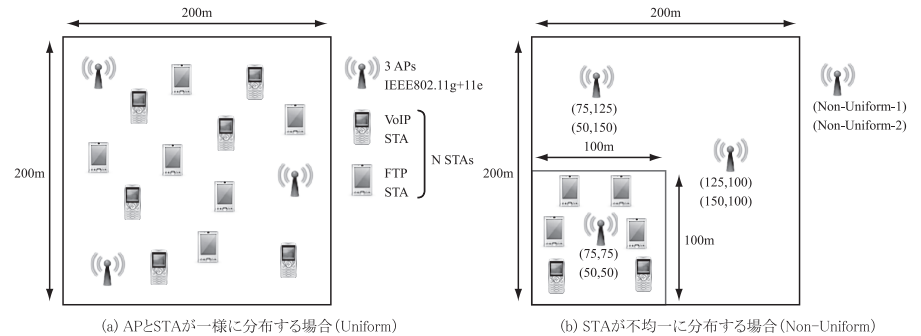 200m
200m
3 APs
IEEE802.11g+11e
VoIP
STA
FTP
STA
N STAs
(a) APとSTAが一様に分布する場合(Uniform)
200m
200m
(75,125)
(50,150)
100m
(125,100)
(150,100)
(75,75)
(50,50)
100m
(Non-Uniform-1)
(Non-Uniform-2)
(b) STAが不均一に分布する場合(Non-Uniform)